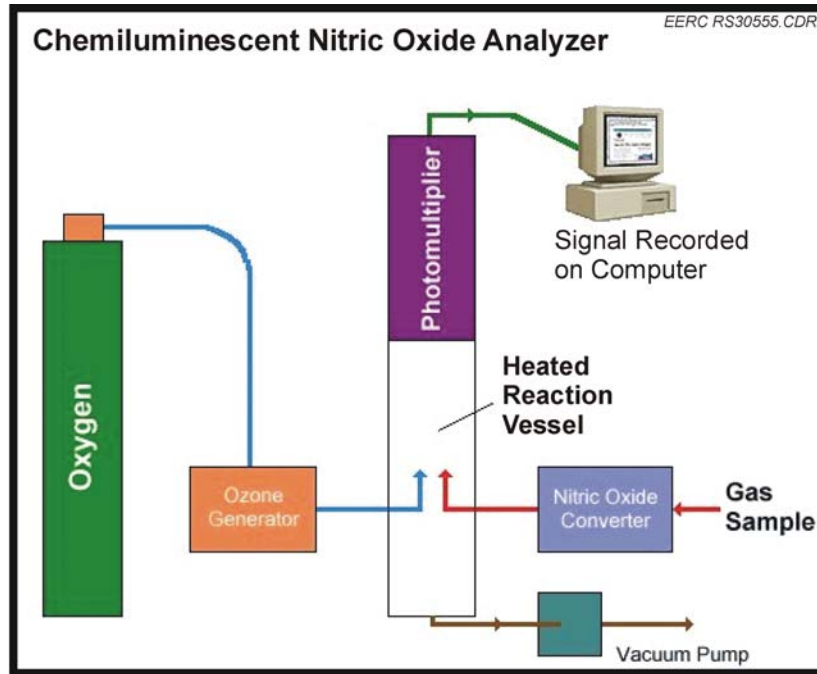 EERC RS30555.CDR
Chemiluminescent Nitric Oxide Analyzer
Photomultiplier
Signal Recorded
on Computer
Oxygen
Heated
Reaction
Vessel
Ozone
Generator
Nitric Oxide
Converter
Gas
Sample
Vacuum Pump